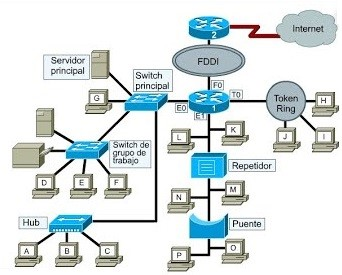 2
Internet
FDDI
Servidor
principal
Switch
principal
G
F0
E0
1
T0
E1
Token
Ring
H
J
I
K
L
Switch de
grupo de
trabajo
D
E
F
Repetidor
M
N
Hub
Puente
A
B
C
P
O